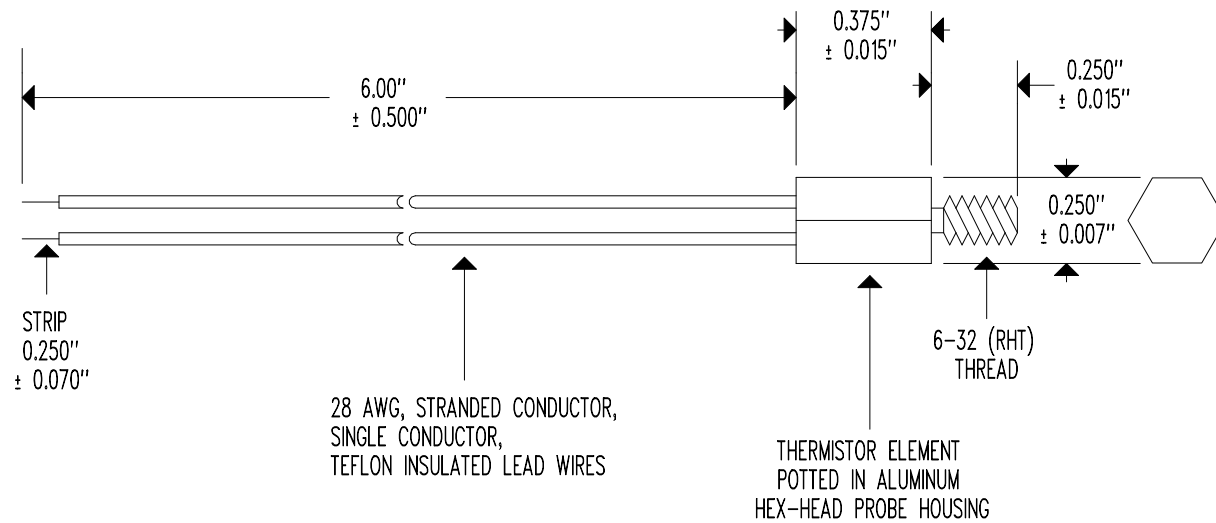 0.375"
± 0.015"
6.00"
± 0.500"
0.250"
± 0.015"
0.250"
± 0.007"
STRIP
0.250"
± 0.070"
6-32 (RHT)
THREAD
28 AWG, STRANDED CONDUCTOR,
SINGLE CONDUCTOR,
TEFLON INSULATED LEAD WIRES
THERMISTOR ELEMENT
POTTED IN ALUMINUM
HEX-HEAD PROBE HOUSING